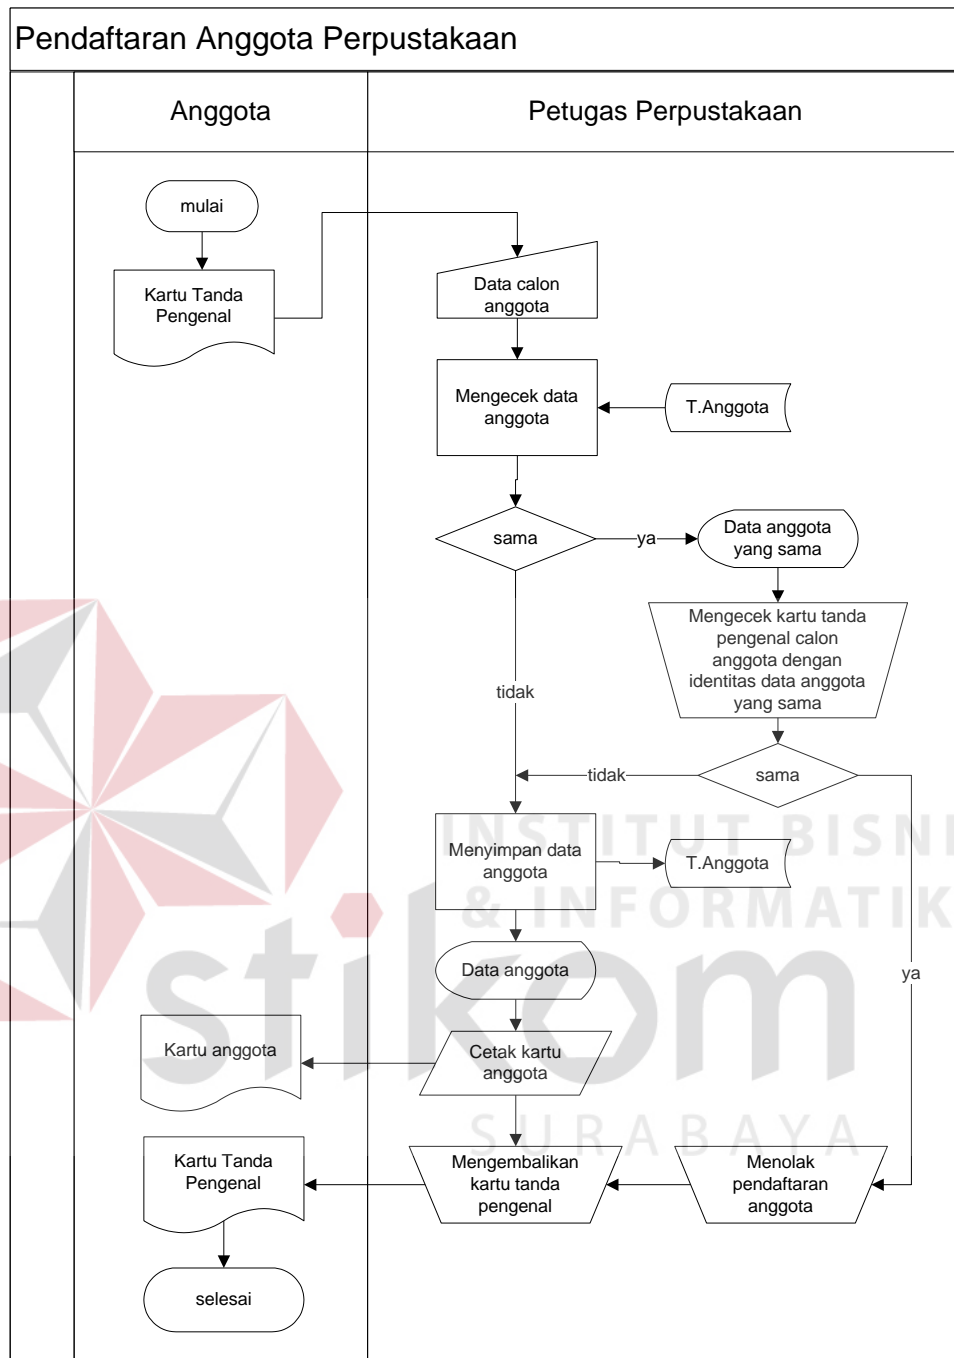 Pendaftaran Anggota Perpustakaan
Anggota
Petugas Perpustakaan
mulai
Kartu Tanda
Pengenal
Data calon
anggota
Mengecek data
anggota
T.Anggota
sama
ya
Data anggota
yang sama
Mengecek kartu tanda
pengenal calon
anggota dengan
identitas data anggota
yang sama
tidak
sama
tidak
ya
Menyimpan data
anggota
T.Anggota
Data anggota
Cetak kartu
anggota
Kartu anggota
Mengembalikan
kartu tanda
pengenal
Menolak
pendaftaran
anggota
Kartu Tanda
Pengenal
selesai
INSTITUT BISNI
& INFORMATIK
stikom
SURABAYA